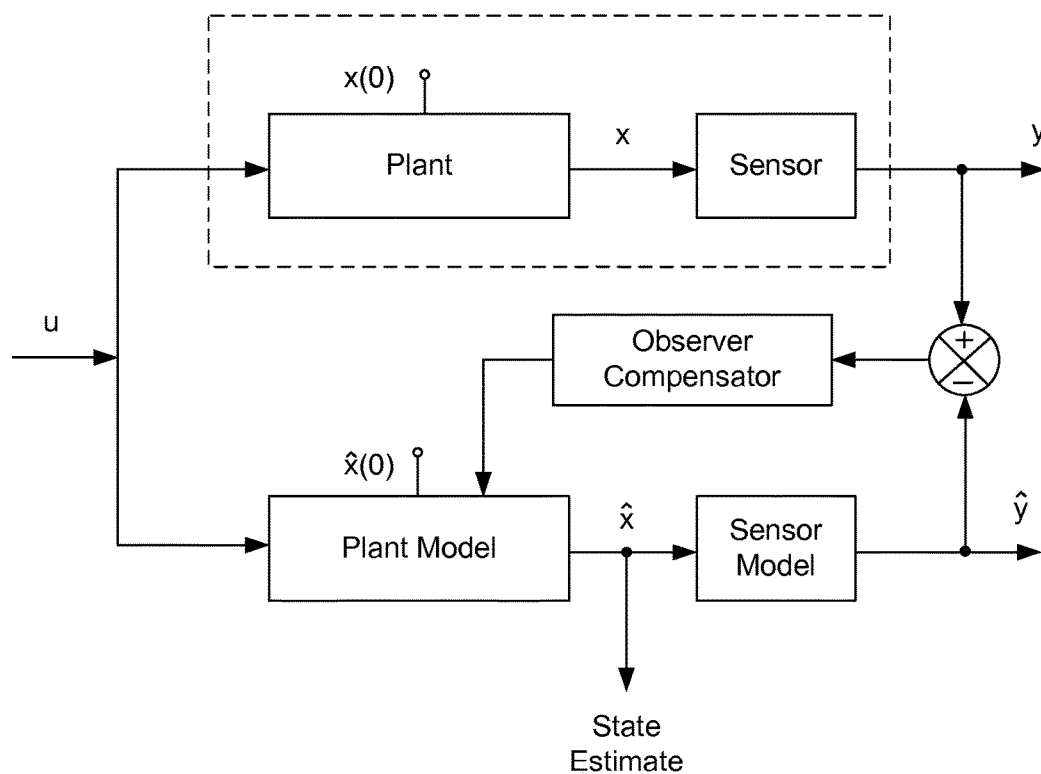 x(0)
Plant
x
Sensor
y
u
+
−
Observer
Compensator
x̂(0)
Plant Model
x̂
Sensor
Model
ŷ
State
Estimate